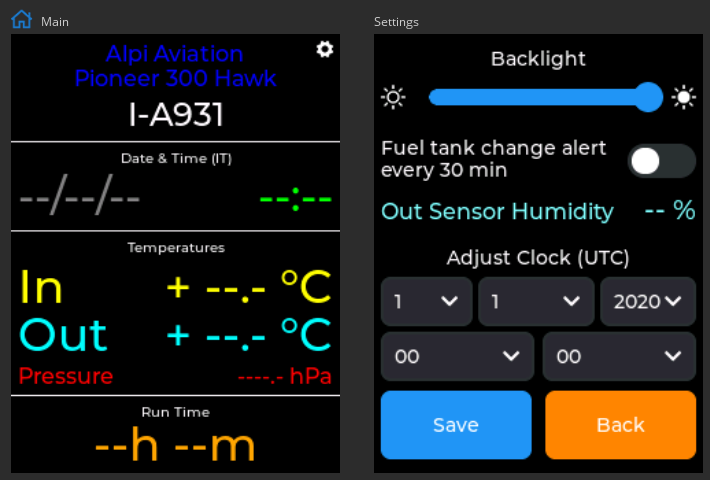 Main
Alpi Aviation
Pioneer 300 Hawk
I-A931
Date & Time (IT)
--/--/-- --:--
Temperatures
In + --.- °C
Out + --.- °C
Pressure ----.- hPa
Run Time
--h --m
Settings
Backlight
Fuel tank change alert
every 30 min
Out Sensor Humidity -- %
Adjust Clock (UTC)
1 1 2020
00 00
Save Back